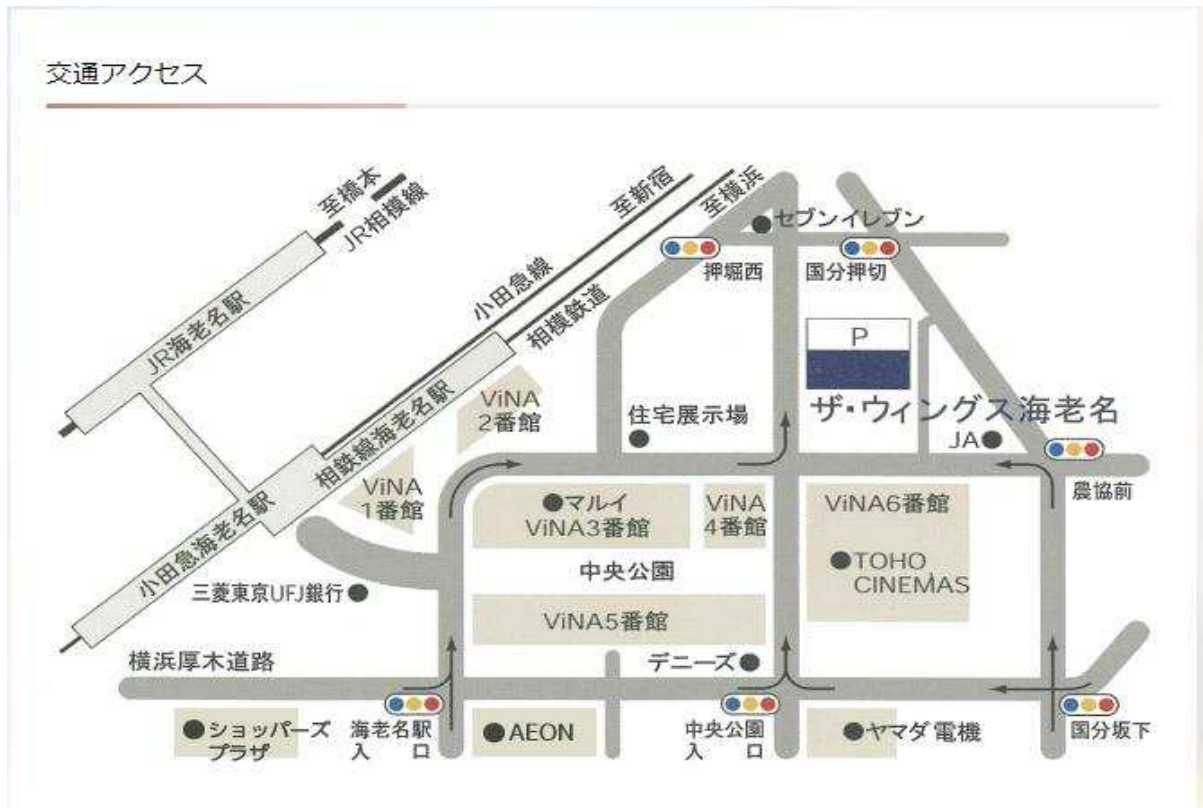 交通アクセス
至橋本
JR相模線
JR海老名駅
至新宿
至横浜
小田急線
相模鉄道
相鉄線海老名駅
小田急海老名駅
セブンイレブン
押堀西
国分押切
P
ザ・ウィングス海老名
住宅展示場
JA
農協前
ViNA
2番館
ViNA
1番館
マルイ
ViNA3番館
ViNA
4番館
ViNA6番館
TOHO
CINEMAS
中央公園
三菱東京UFJ銀行
ViNA5番館
横浜厚木道路
デニーズ
ショッパーズ
プラザ
海老名駅
入 口
AEON
中央公園
入 口
ヤマダ電機
国分坂下